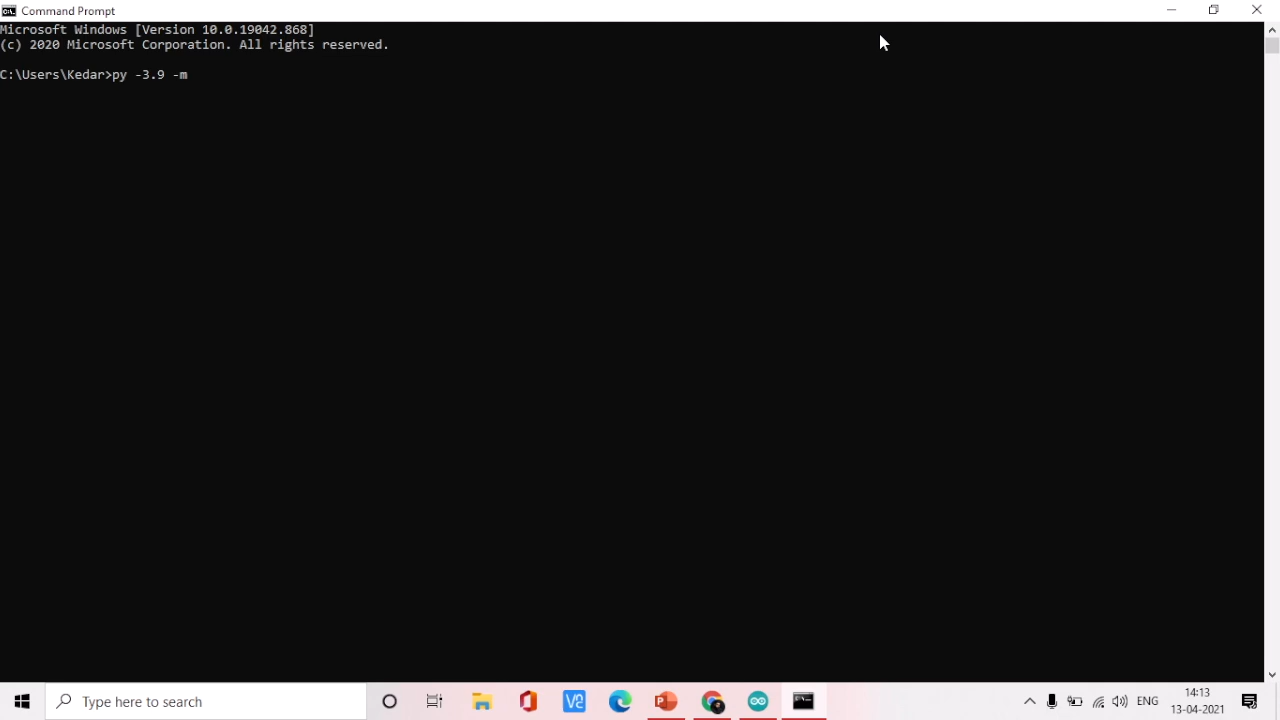 Command Prompt
Microsoft Windows [Version 10.0.19042.868]
(c) 2020 Microsoft Corporation. All rights reserved.
C:\Users\Kedar>py -3.9 -m
Type here to search
ENG
14:13
13-04-2021